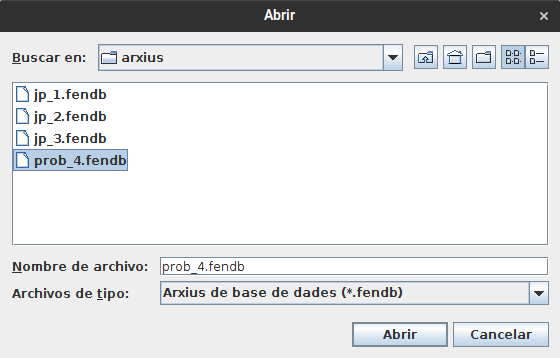 Abrir
Buscar en: arxius
jp_1.fendb
jp_2.fendb
jp_3.fendb
prob_4.fendb
Nombre de archivo: prob_4.fendb
Archivos de tipo: Arxius de base de dades (*.fendb)
Abrir Cancelar